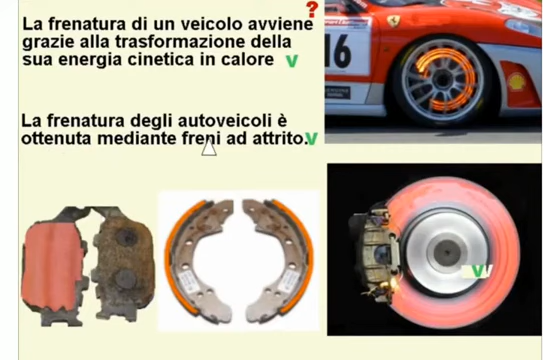 ?
La frenatura di un veicolo avviene
grazie alla trasformazione della
sua energia cinetica in calore v
16
La frenatura degli autoveicoli è
ottenuta mediante freni ad attrito. v
v